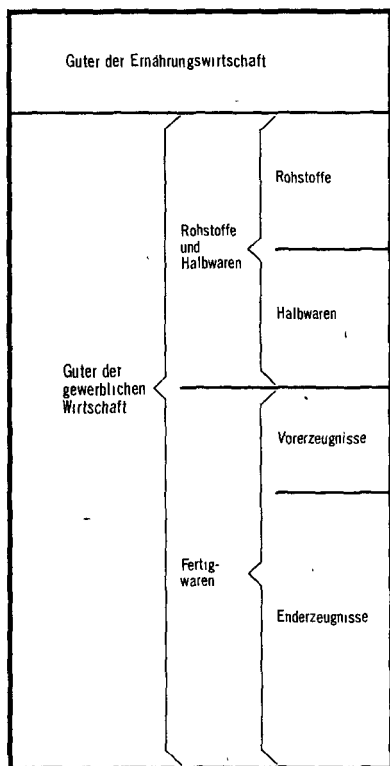 Guter der Ernährungswirtschaft
Rohstoffe
Rohstoffe
und
Halbwaren
Halbwaren
Guter der
gewerblichen
Wirtschaft
Vorerzeugnisse
Fertig-
waren
Enderzeugnisse